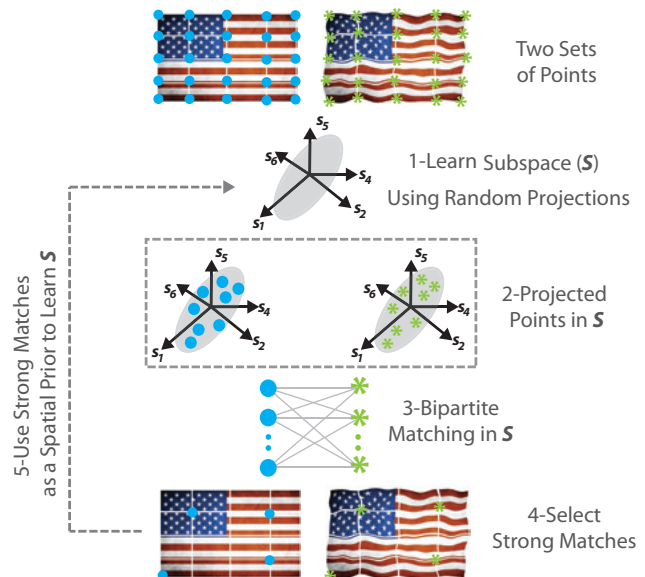 Two Sets
of Points
s5
s6
s4
s2
s1
1-Learn Subspace (S)
Using Random Projections
s5
s6
s4
s2
s1
s5
s6
s4
s2
s1
2-Projected
Points in S
3-Bipartite
Matching in S
4-Select
Strong Matches
5-Use Strong Matches
as a Spatial Prior to Learn S